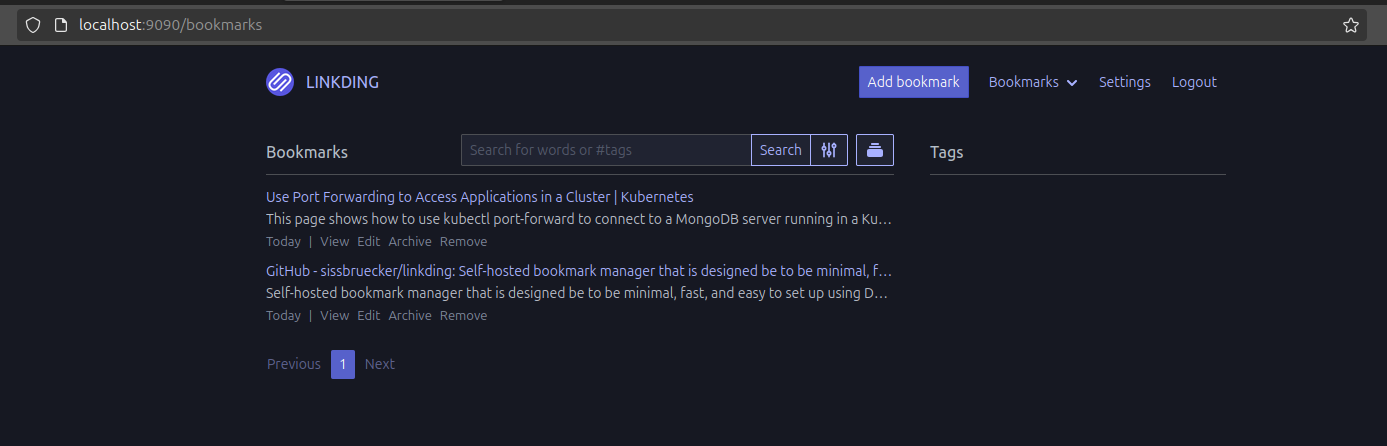 localhost:9090/bookmarks
LINKDING
Add bookmark
Bookmarks
Settings
Logout
Bookmarks
Search for words or #tags
Search
Tags
Use Port Forwarding to Access Applications in a Cluster | Kubernetes
This page shows how to use kubectl port-forward to connect to a MongoDB server running in a Ku…
Today | View Edit Archive Remove
GitHub - sissbruecker/linkding: Self-hosted bookmark manager that is designed be to be minimal, f…
Self-hosted bookmark manager that is designed be to be minimal, fast, and easy to set up using D…
Today | View Edit Archive Remove
Previous 1 Next